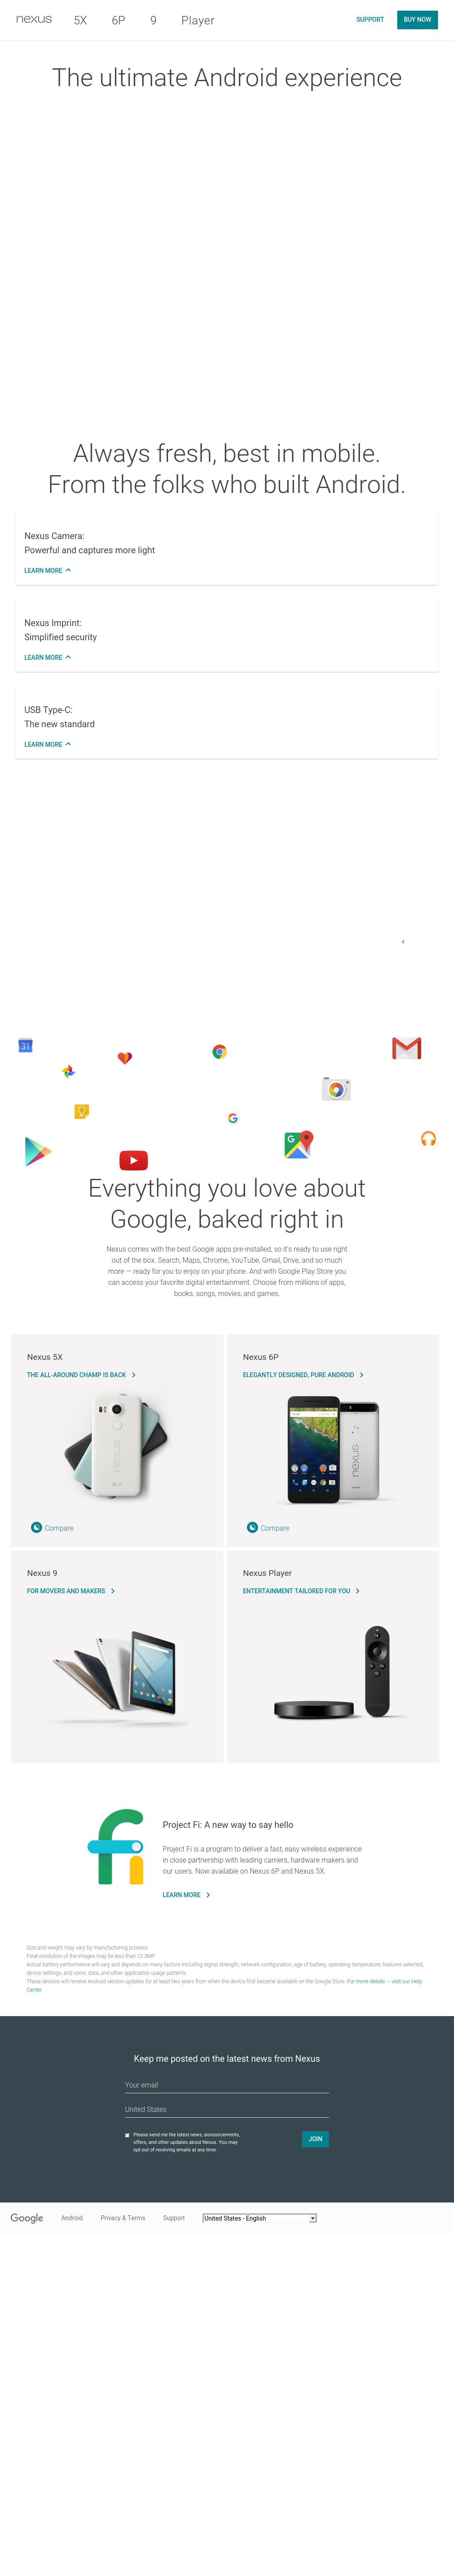 nexus 5X 6P 9 Player SUPPORT BUY NOW
The ultimate Android experience
Always fresh, best in mobile.
From the folks who built Android.
Nexus Camera:
Powerful and captures more light
LEARN MORE
Nexus Imprint:
Simplified security
LEARN MORE
USB Type-C:
The new standard
LEARN MORE
4
31
G
G
Everything you love about
Google, baked right in
Nexus comes with the best Google apps pre-installed, so it's ready to use right
out of the box. Search, Maps, Chrome, YouTube, Gmail, Drive, and so much
more — ready for you to enjoy on your phone. And with Google Play Store you
can access your favorite digital entertainment. Choose from millions of apps,
books, songs, movies, and games.
Nexus 5X
THE ALL-AROUND CHAMP IS BACK
nexus
LG
Compare
Nexus 6P
ELEGANTLY DESIGNED, PURE ANDROID
nexus
Compare
Nexus 9
FOR MOVERS AND MAKERS
Nexus Player
ENTERTAINMENT TAILORED FOR YOU
fi
Project Fi: A new way to say hello
Project Fi is a program to deliver a fast, easy wireless experience
in close partnership with leading carriers, hardware makers and
our users. Now available on Nexus 6P and Nexus 5X.
LEARN MORE
Size and weight may vary by manufacturing process.
Final resolution of the images may be less than 12.3MP
Actual battery performance will vary and depends on many factors including signal strength, network configuration, age of battery, operating temperature, features selected,
device settings, and voice, data, and other application usage patterns.
These devices will receive Android version updates for at least two years from when the device first became available on the Google Store. For more details — visit our Help
Center.
Keep me posted on the latest news from Nexus
Your email
United States
Please send me the latest news, announcements,
offers, and other updates about Nexus. You may
opt out of receiving emails at any time.
JOIN
Google Android Privacy & Terms Support United States - English